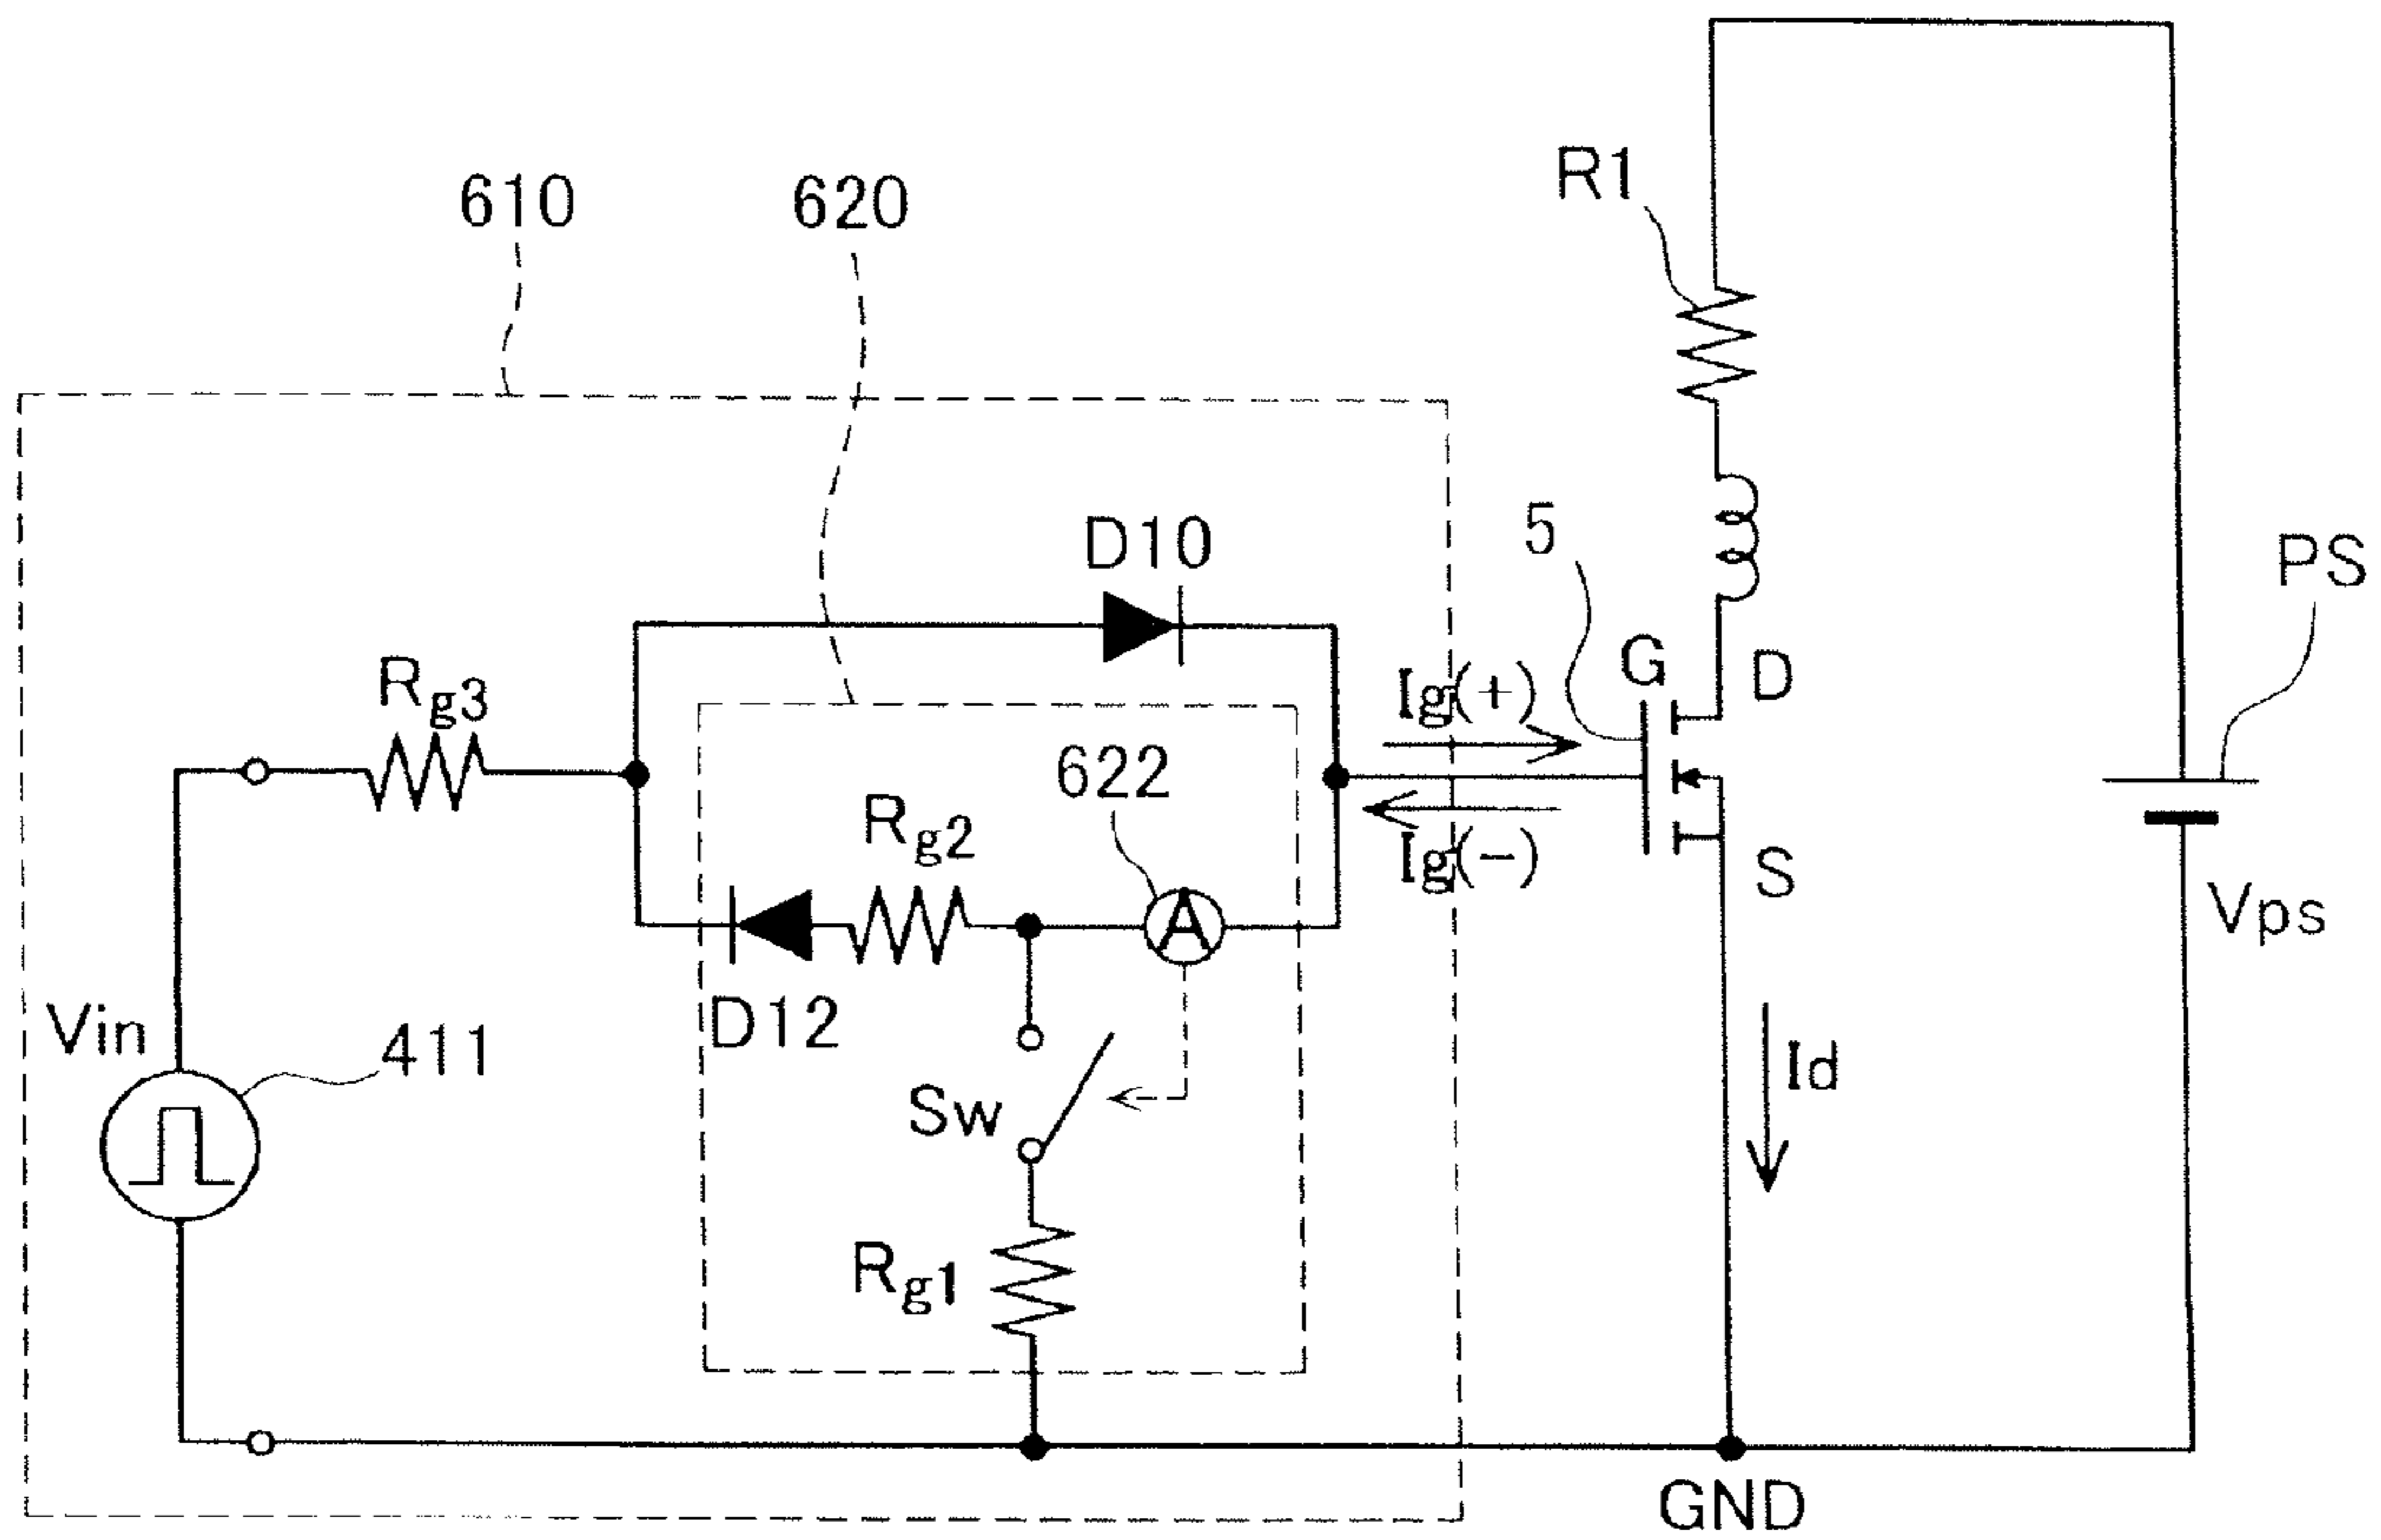 R1
610
620
D10
5
PS
Rg3
G
D
Ig(+)
622
Rg2
Ig(-)
S
Vps
A
D12
Vin
411
Id
Sw
Rg1
GND